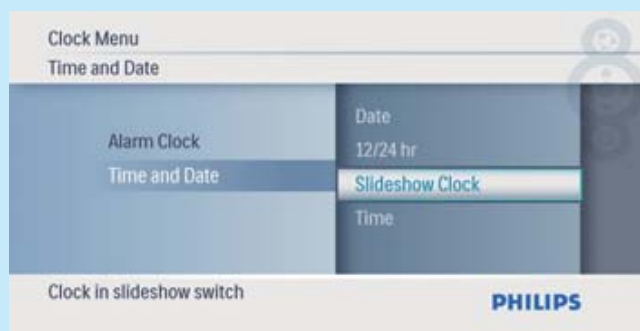 Clock Menu
Time and Date
Alarm Clock
Time and Date
Date
12/24 hr
Slideshow Clock
Time
Clock in slideshow switch
PHILIPS